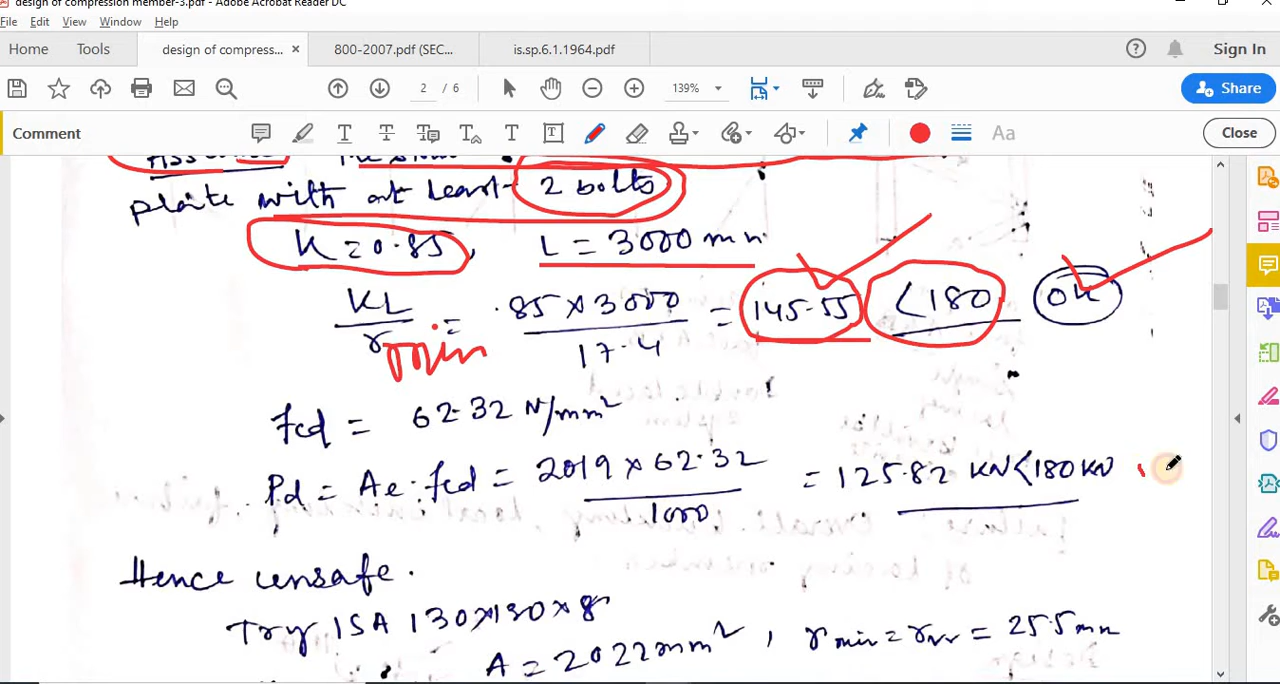 design of compression member-3.pdf - Adobe Acrobat Reader DC
File Edit View Window Help
Home Tools design of compress... × 800-2007.pdf (SEC... is.sp.6.1.1964.pdf Sign In
2 / 6 139% Share
Comment Aa Close
plate with at least 2 bolts
K = 0.85, L = 3000 mm
KL/r min = .85 × 3000 / 17.4 = 145.55 <180 OK
fcd = 62.32 N/mm²
Pd = Ae.fcd = 2019 × 62.32 / 1000 = 125.82 KN < 180 KN
Hence unsafe.
Try ISA 130×130×8
A = 2022 mm², rmin = rvv = 25.5 mm